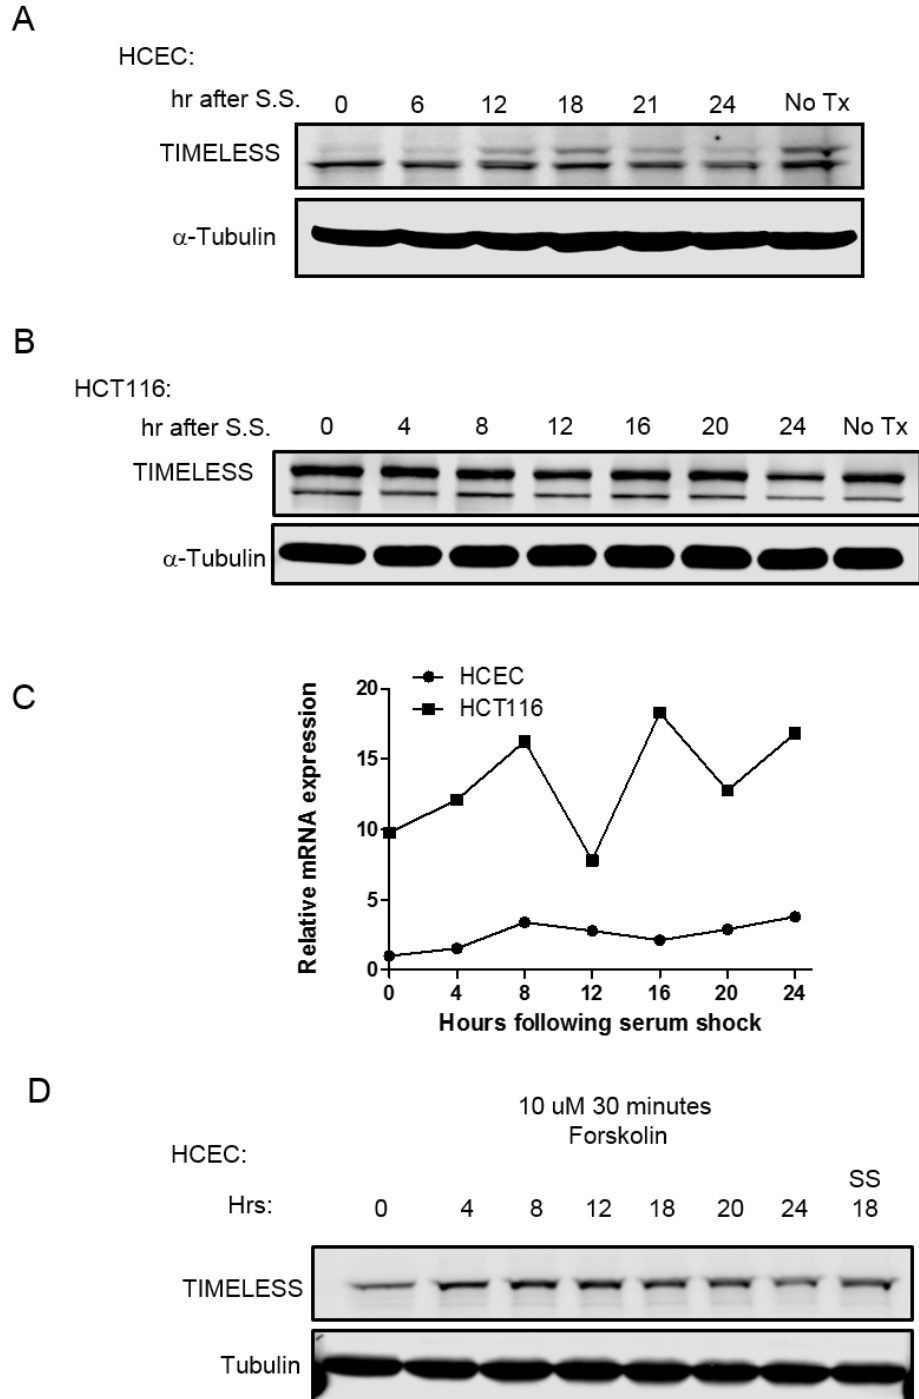 A
HCEC:
hr after S.S. 0 6 12 18 21 24 No Tx
TIMELESS
α-Tubulin
B
HCT116:
hr after S.S. 0 4 8 12 16 20 24 No Tx
TIMELESS
α-Tubulin
C
HCEC
HCT116
Relative mRNA expression
20
15
10
5
0
0 4 8 12 16 20 24
Hours following serum shock
D
10 uM 30 minutes
Forskolin
HCEC:
SS
Hrs: 0 4 8 12 18 20 24 18
TIMELESS
Tubulin